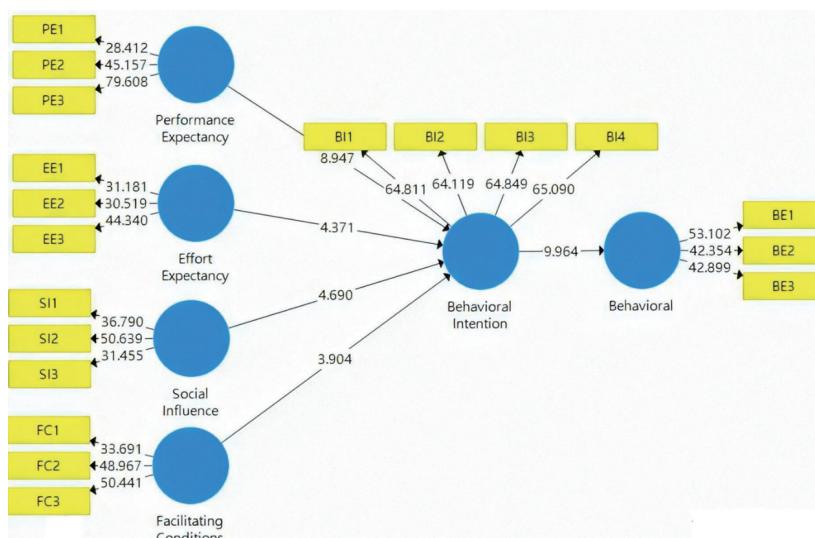 PE1
28.412
PE2
45.157
PE3
79.608
Performance
Expectancy
BI1
BI2
BI3
BI4
8.947
64.811
64.119
64.849
65.090
EE1
31.181
EE2
30.519
EE3
44.340
Effort
Expectancy
4.371
BE1
53.102
BE2
42.354
BE3
42.899
9.964
Behavioral
Intention
Behavioral
SI1
36.790
SI2
50.639
SI3
31.455
Social
Influence
4.690
3.904
FC1
33.691
FC2
48.967
FC3
50.441
Facilitating
Conditions